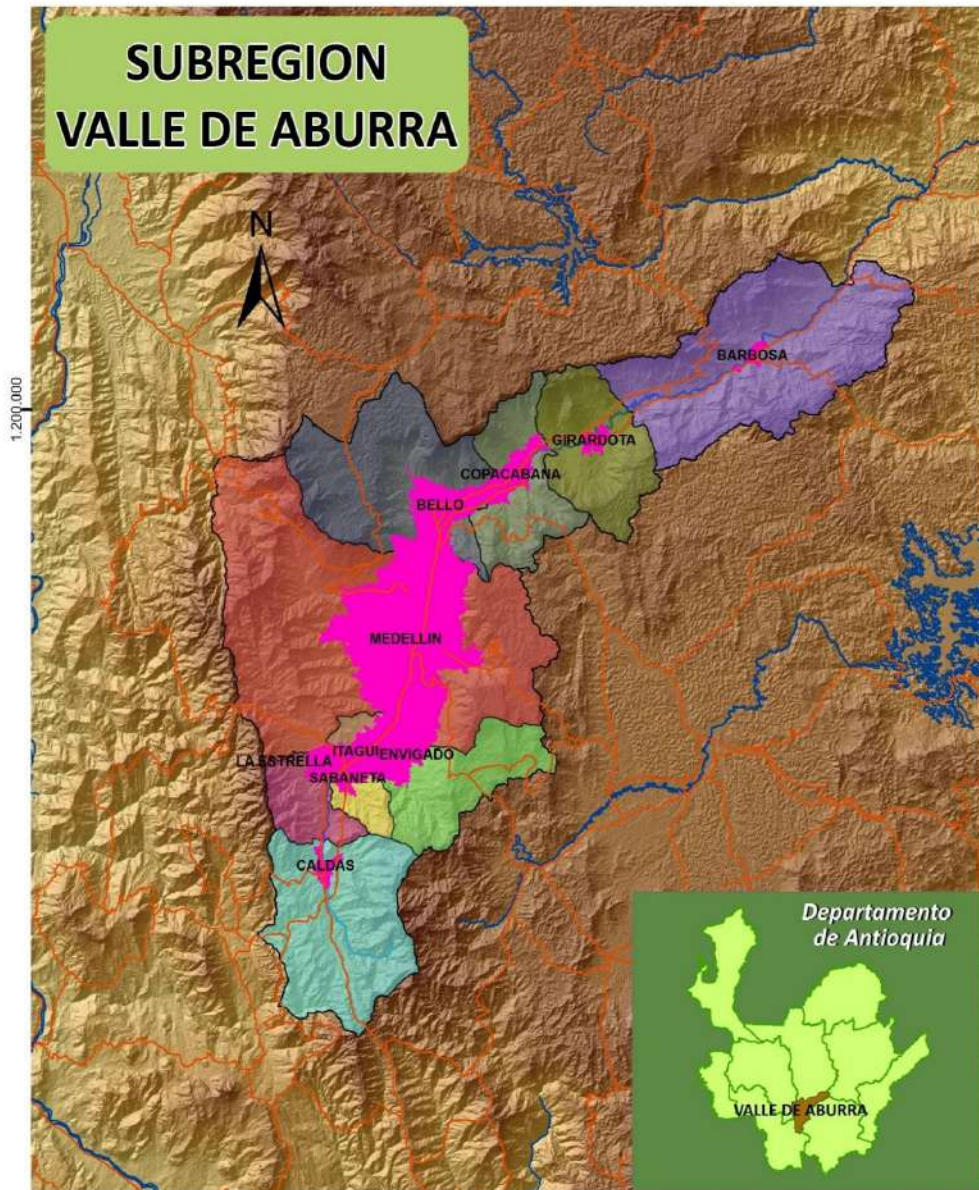 SUBREGION
VALLE DE ABURRA
N
1.200.000
BARBOSA
GIRARDOTA
COPACABANA
BELLO
MEDELLIN
ITAGUI
ENVIGADO
LA ESTRELLA
SABANETA
CALDAS
Departamento
de Antioquia
VALLE DE ABURRA